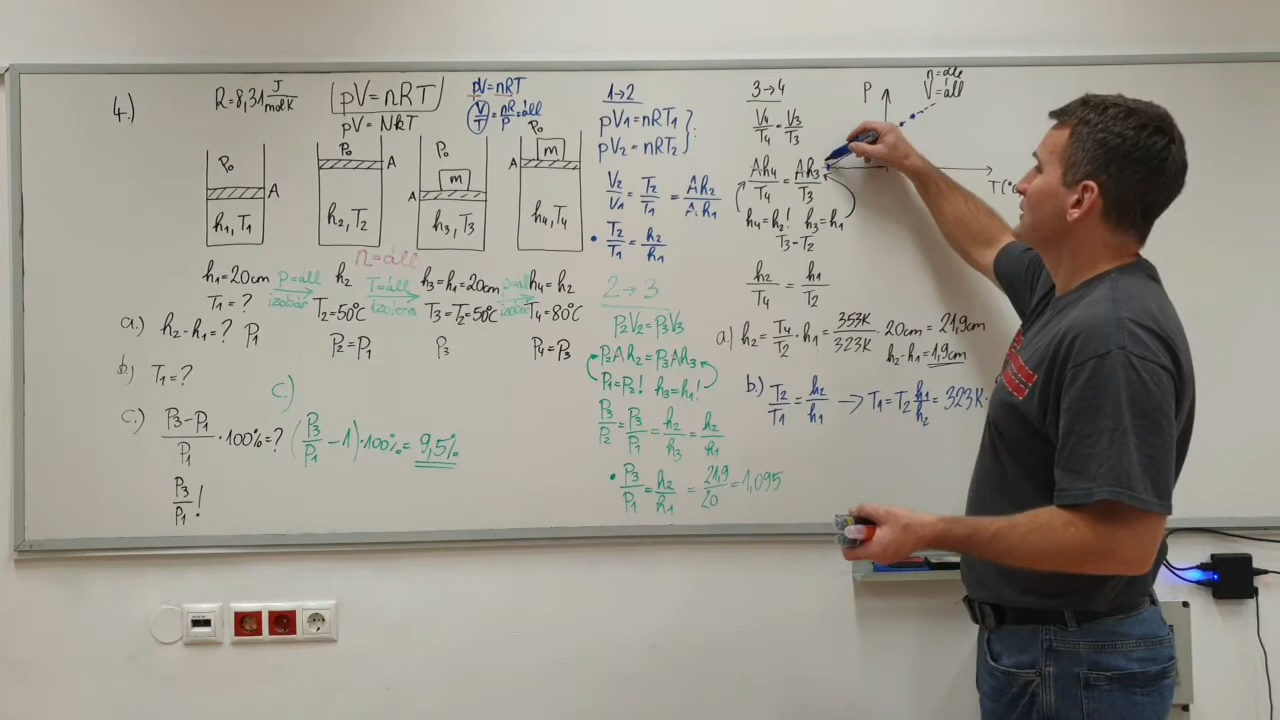 4.)
R=8,31 J/molK
pV=nRT
pV=NkT
pV=nRT
V/T=nR/P=áll
P₀
A
h₁,T₁
P₀
A
h₂,T₂
P₀
m
A
h₃,T₃
P₀
m
A
h₄,T₄
n=áll
h₁=20cm
T₁=?
p=áll
izobár
h₂
T₂=50°C
T=áll
izoterm
h₃=h₁=20cm
T₃=T₂=50°C
p=áll
izobár
h₄=h₂
T₄=80°C
P₁
P₂=P₁
P₃
P₄=P₃
a.) h₂-h₁=?
b.) T₁=?
c.) (P₃-P₁)/P₁·100%=?
P₃/P₁!
c.)
(P₃/P₁-1)·100%=9,5%
1→2
pV₁=nRT₁
pV₂=nRT₂ } :
V₂/V₁=T₂/T₁=Ah₂/A·h₁
• T₂/T₁=h₂/h₁
2→3
P₂V₂=P₃V₃
P₂Ah₂=P₃Ah₃
P₁=P₂! h₃=h₁!
P₃/P₂=P₃/P₁=h₂/h₃=h₂/h₁
• P₃/P₁=h₂/h₁=21,9/20=1,095
3→4
V₄/T₄=V₃/T₃
Ah₄/T₄=Ah₃/T₃
h₄=h₂! h₃=h₁
T₃-T₂
h₂/T₄=h₁/T₂
a.) h₂=T₄/T₂·h₁=353K/323K·20cm=21,9cm
h₂-h₁=1,9cm
b.) T₂/T₁=h₂/h₁→T₁=T₂h₁/h₂=323K·
P
n=áll
V=áll